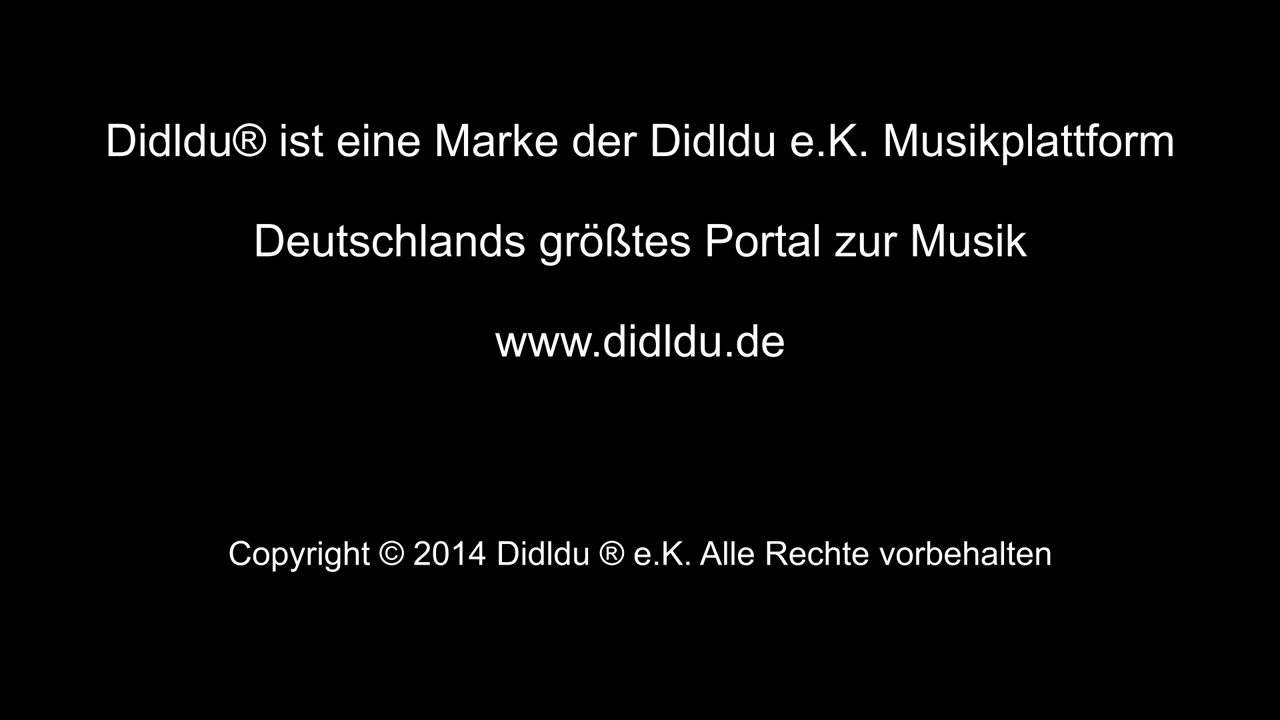 Didldu® ist eine Marke der Didldu e.K. Musikplattform
Deutschlands größtes Portal zur Musik
www.didldu.de
Copyright © 2014 Didldu ® e.K. Alle Rechte vorbehalten